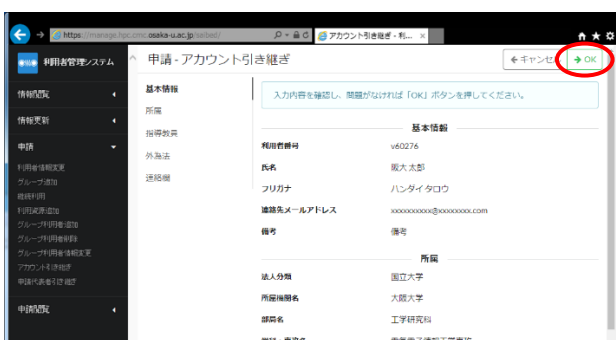 https://manage.hpc.cmc.osaka-u.ac.jp/saibed/
アカウント引き継ぎ - 利...
利用者管理システム
申請 - アカウント引き継ぎ
キャンセル
OK
情報閲覧
情報更新
申請
利用者情報変更
グループ追加
継続利用
利用資源追加
グループ利用者追加
グループ利用者削除
グループ利用者情報変更
アカウント引き継ぎ
申請代表者引き継ぎ
申請閲覧
基本情報
所属
指導教員
外為法
連絡欄
入力内容を確認し、問題がなければ「OK」ボタンを押してください。
基本情報
利用者番号 v60276
氏名 阪大 太郎
フリガナ ハンダイ タロウ
連絡先メールアドレス xxxxxxxxxx@xxxxxxxx.com
備考 備考
所属
法人分類 国立大学
所属機関名 大阪大学
部局名 工学研究科